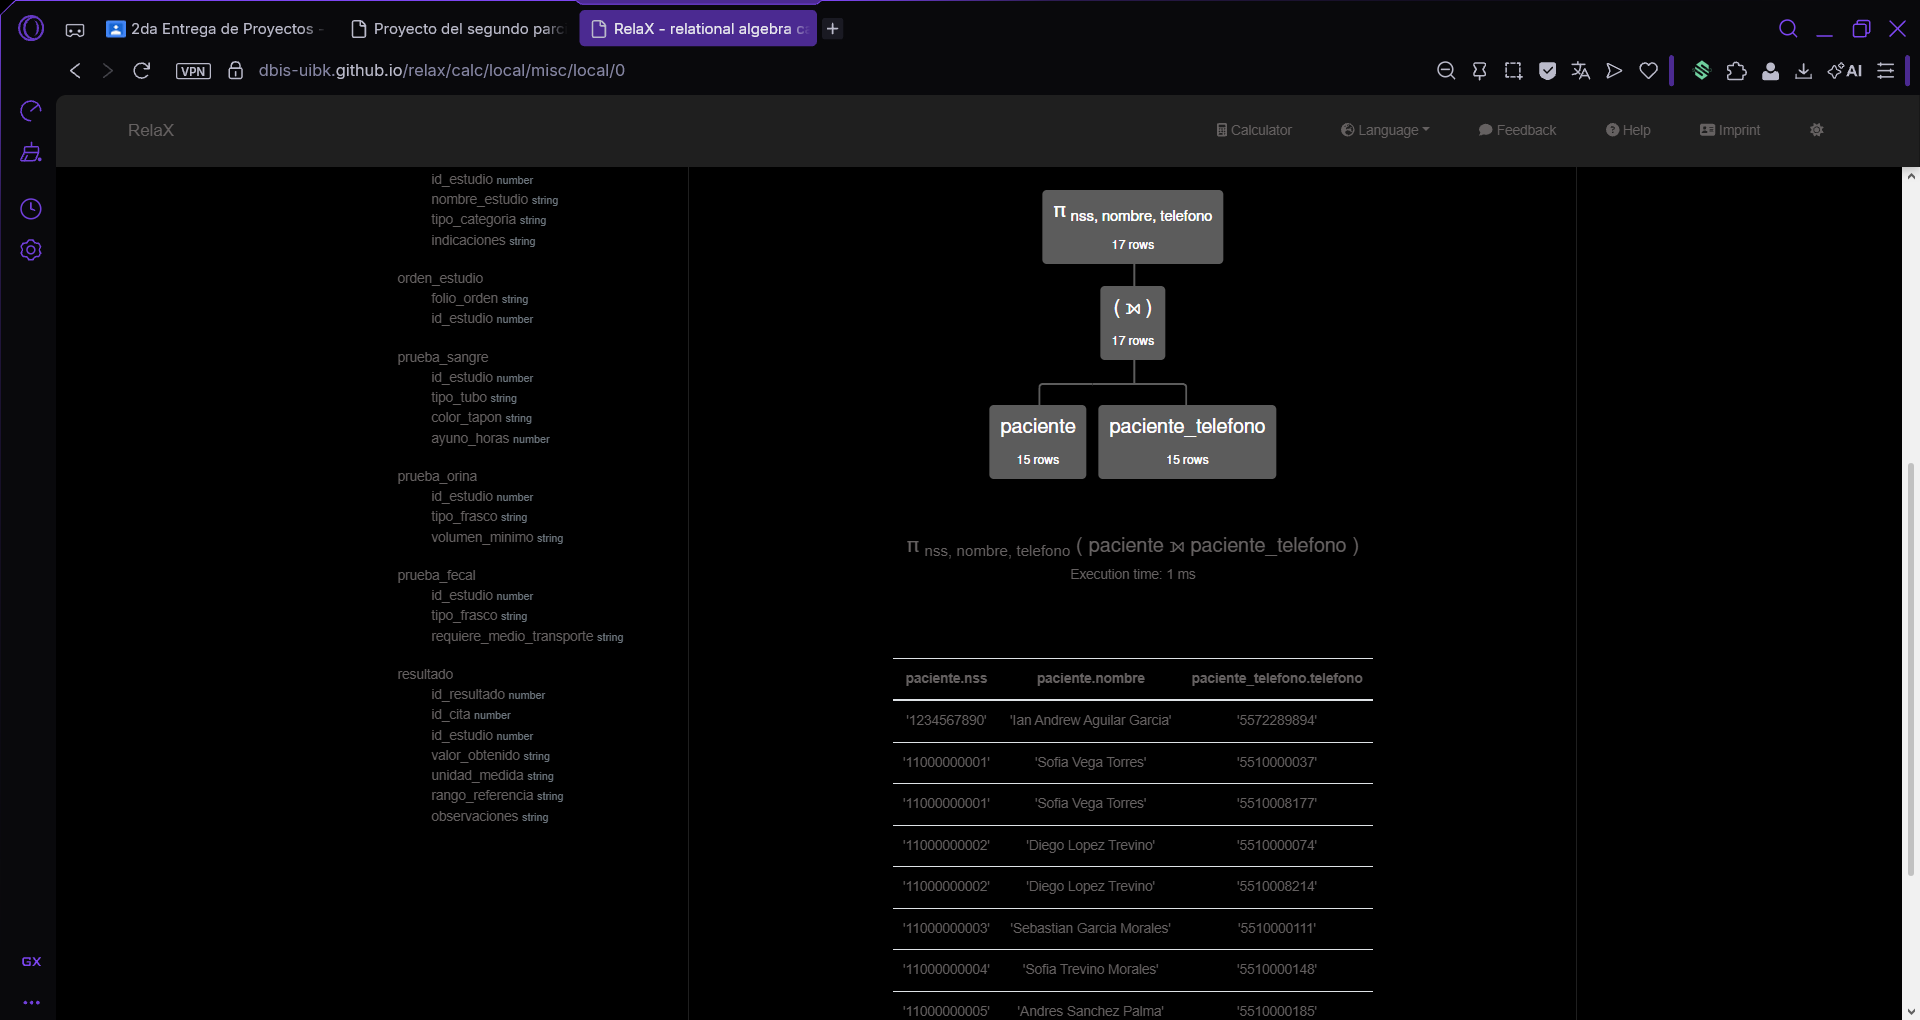 2da Entrega de Proyectos -
Proyecto del segundo parc
RelaX - relational algebra c
VPN
dbis-uibk.github.io/relax/calc/local/misc/local/0
AI
RelaX
Calculator
Language
Feedback
Help
Imprint
id_estudio number
nombre_estudio string
tipo_categoria string
indicaciones string
orden_estudio
folio_orden string
id_estudio number
prueba_sangre
id_estudio number
tipo_tubo string
color_tapon string
ayuno_horas number
prueba_orina
id_estudio number
tipo_frasco string
volumen_minimo string
prueba_fecal
id_estudio number
tipo_frasco string
requiere_medio_transporte string
resultado
id_resultado number
id_cita number
id_estudio number
valor_obtenido string
unidad_medida string
rango_referencia string
observaciones string
GX
π nss, nombre, telefono
17 rows
( ⟕ )
17 rows
paciente
15 rows
paciente_telefono
15 rows
π nss, nombre, telefono ( paciente ⟕ paciente_telefono )
Execution time: 1 ms
paciente.nss paciente.nombre paciente_telefono.telefono
'1234567890' 'Ian Andrew Aguilar Garcia' '5572289894'
'11000000001' 'Sofia Vega Torres' '5510000037'
'11000000001' 'Sofia Vega Torres' '5510008177'
'11000000002' 'Diego Lopez Trevino' '5510000074'
'11000000002' 'Diego Lopez Trevino' '5510008214'
'11000000003' 'Sebastian Garcia Morales' '5510000111'
'11000000004' 'Sofia Trevino Morales' '5510000148'
'11000000005' 'Andres Sanchez Palma' '5510000185'